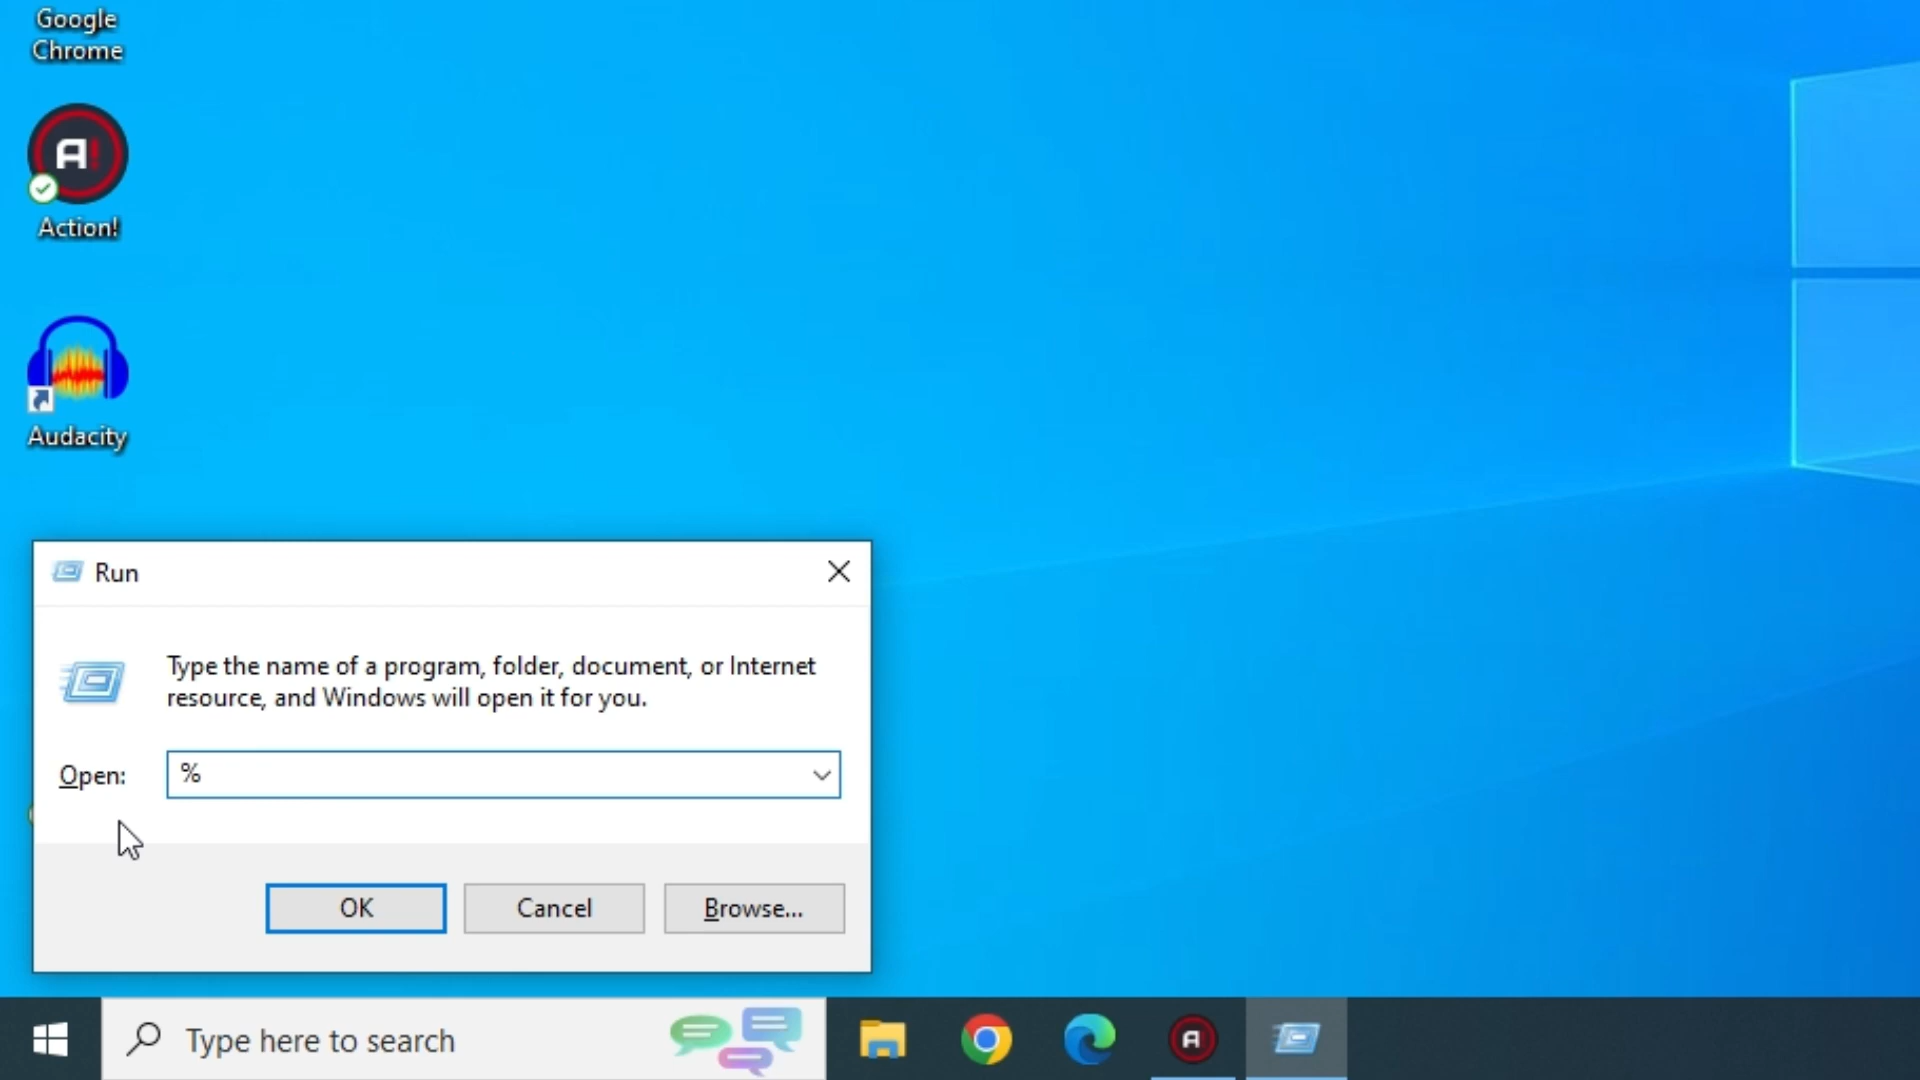 Google
Chrome
A!
Action!
Audacity
Run
Type the name of a program, folder, document, or Internet
resource, and Windows will open it for you.
Open:
%
OK
Cancel
Browse...
Type here to search
A